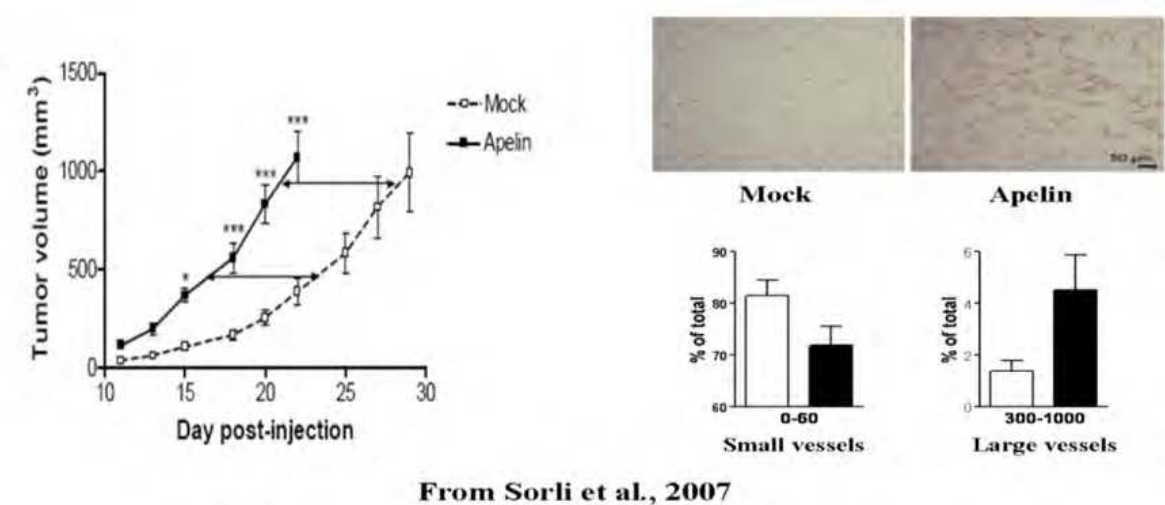 Tumor volume (mm³)
1500
1000
500
0
10
15
20
25
30
Day post-injection
Mock
Apelin
*
***
***
***
50 µm
Mock
Apelin
% of total
90
80
70
60
0-60
Small vessels
% of total
6
4
2
0
300-1000
Large vessels
From Sorli et al., 2007